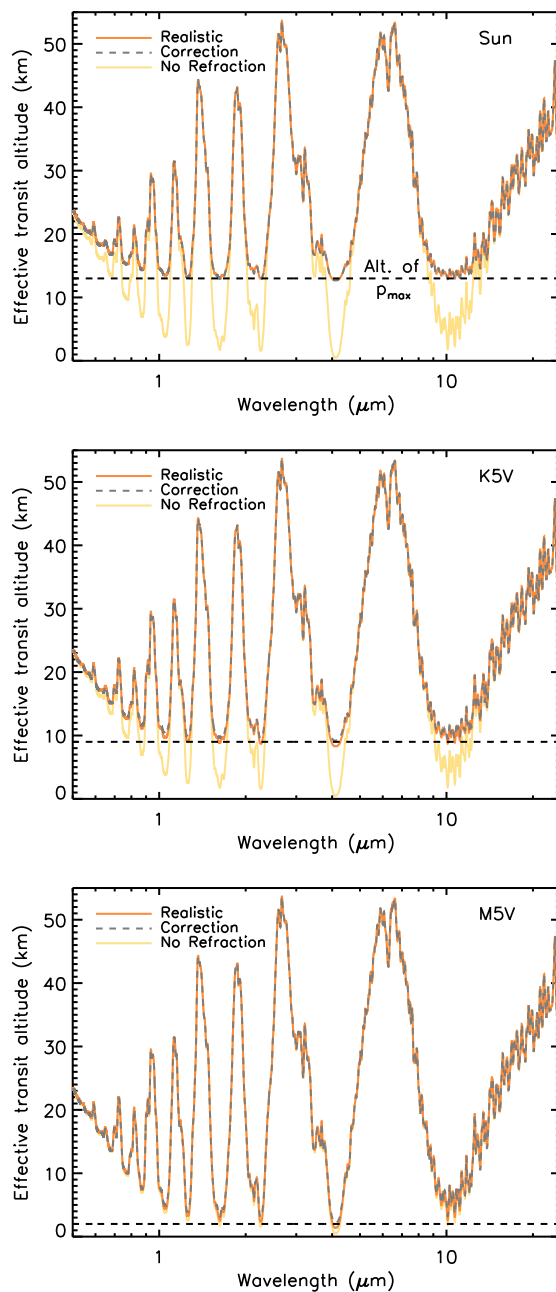 50
40
30
20
10
0
Effective transit altitude (km)
Realistic
Correction
No Refraction
Sun
Alt. of
pmax
1
10
Wavelength (μm)
50
40
30
20
10
0
Effective transit altitude (km)
Realistic
Correction
No Refraction
K5V
1
10
Wavelength (μm)
50
40
30
20
10
0
Effective transit altitude (km)
Realistic
Correction
No Refraction
M5V
1
10
Wavelength (μm)